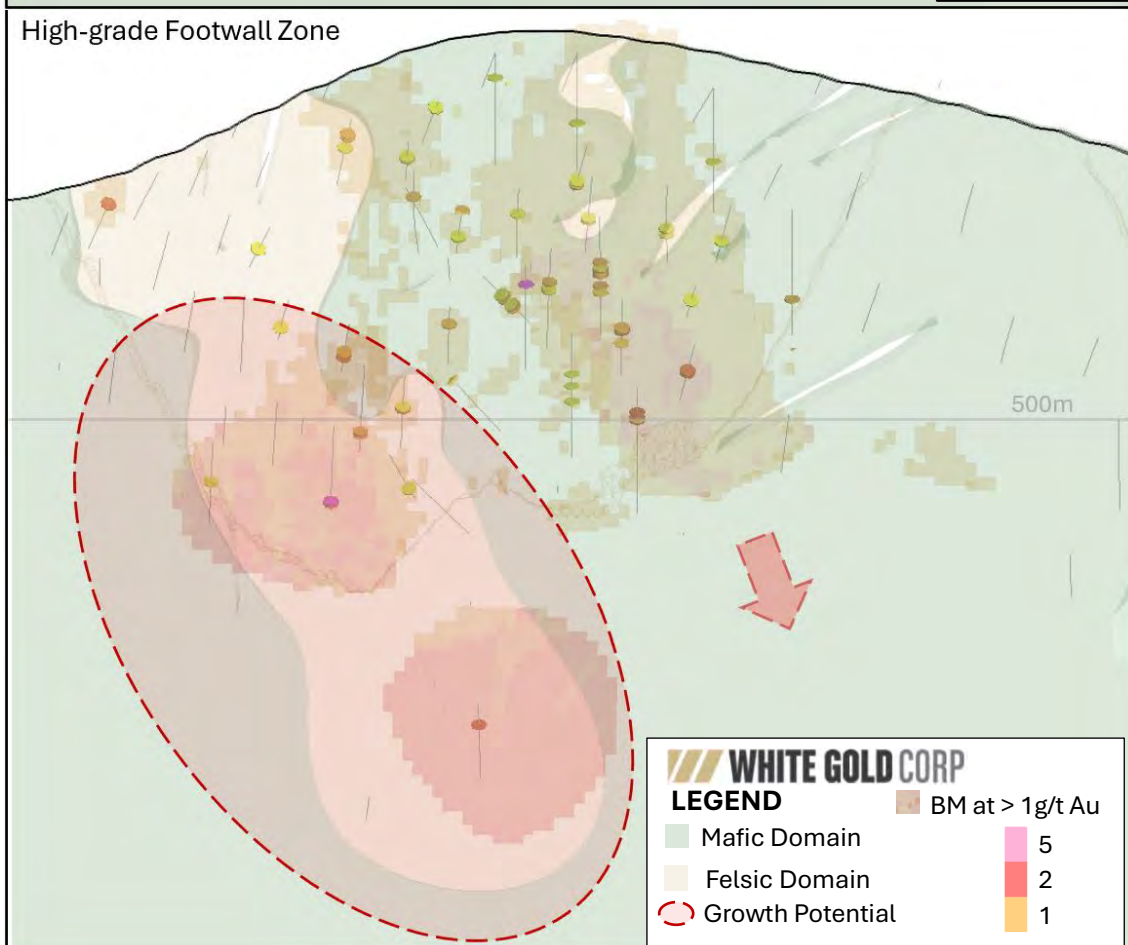 High-grade Footwall Zone
500m
WHITE GOLD CORP
LEGEND
BM at > 1g/t Au
Mafic Domain
5
Felsic Domain
2
Growth Potential
1